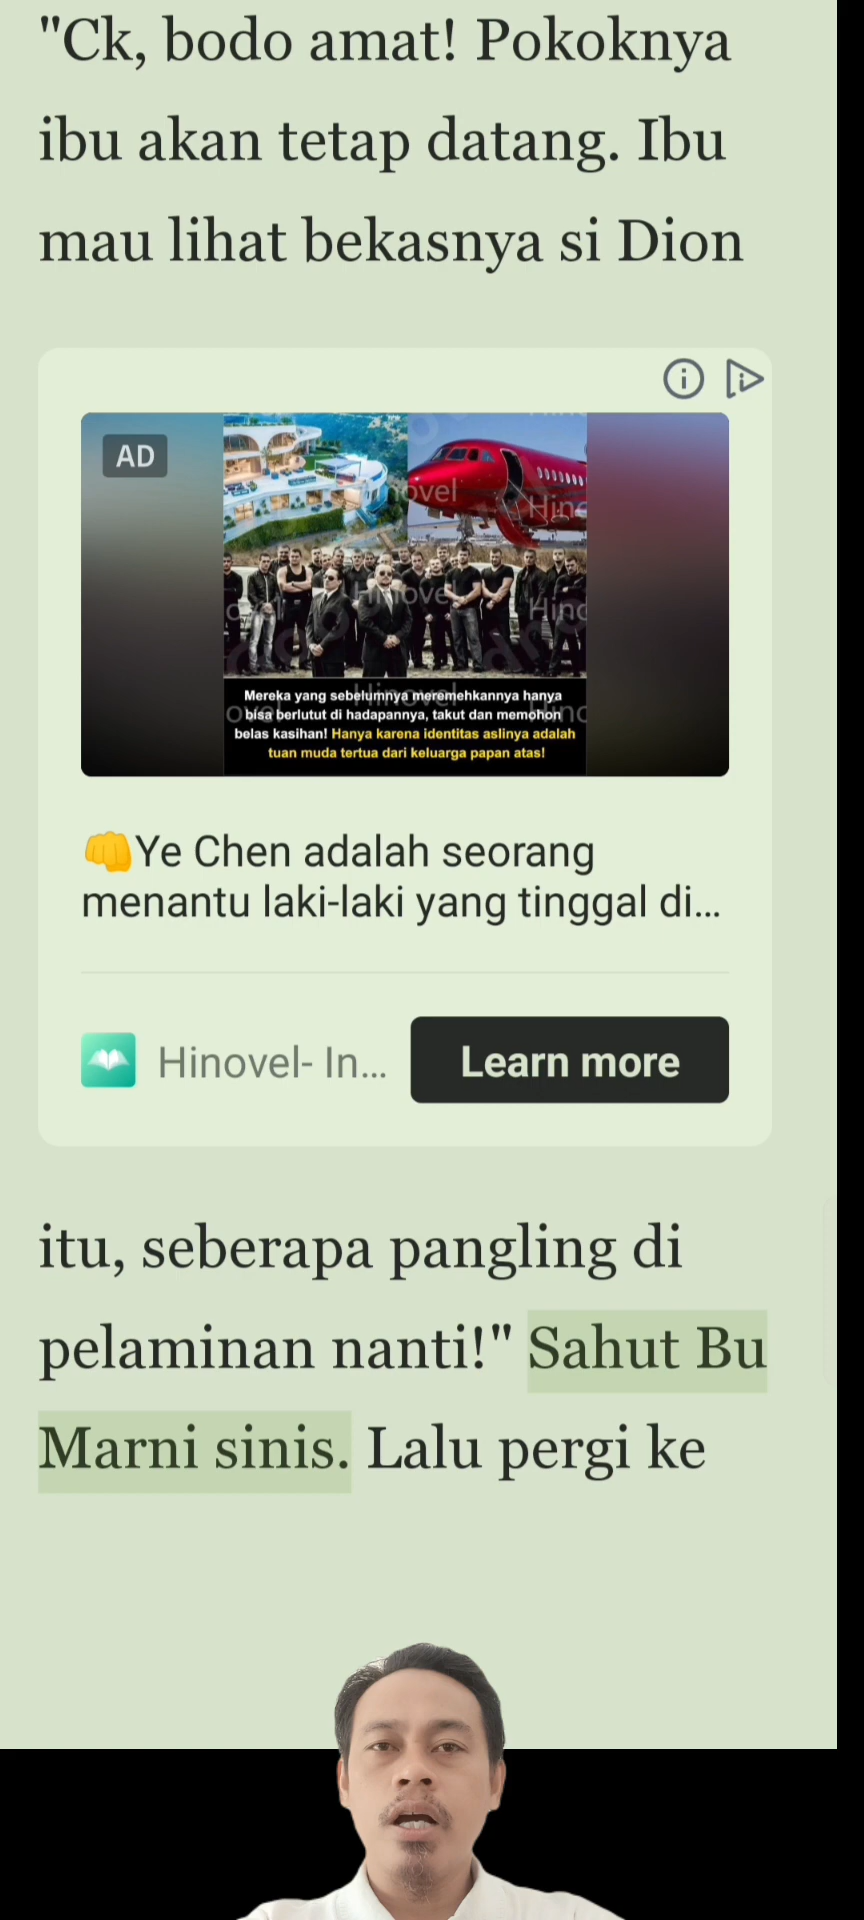 "Ck, bodo amat! Pokoknya
ibu akan tetap datang. Ibu
mau lihat bekasnya si Dion
AD
Hinovel
Mereka yang sebelumnya meremehkannya hanya
bisa berlutut di hadapannya, takut dan memohon
belas kasihan! Hanya karena identitas aslinya adalah
tuan muda tertua dari keluarga papan atas!
👊Ye Chen adalah seorang
menantu laki-laki yang tinggal di...
Hinovel- In...
Learn more
itu, seberapa pangling di
pelaminan nanti!" Sahut Bu
Marni sinis. Lalu pergi ke